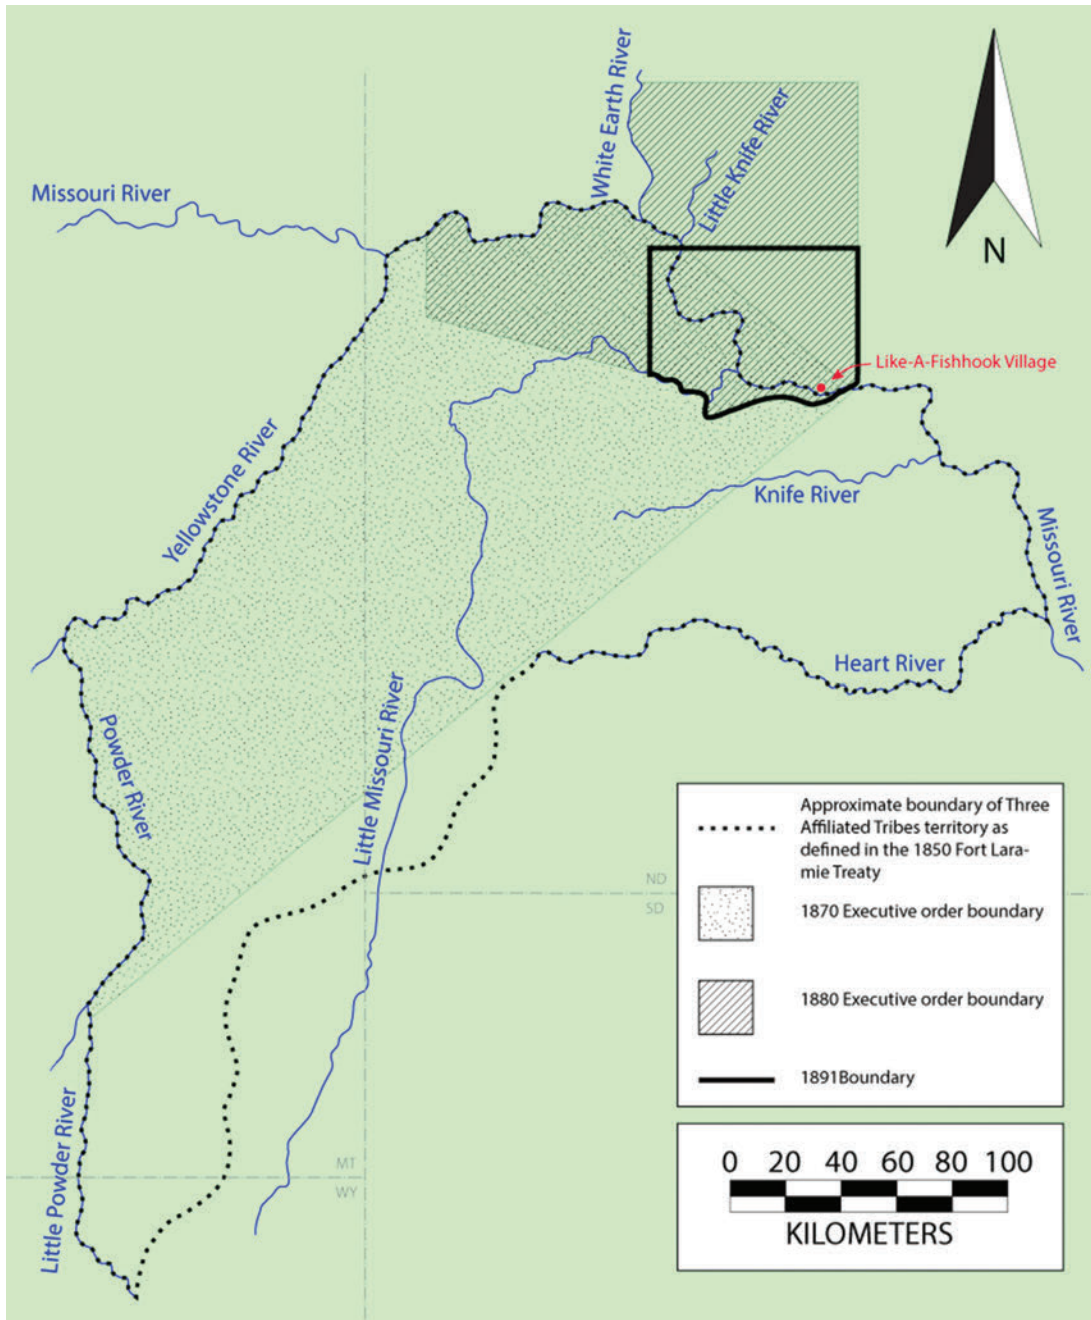 White Earth River
Little Knife River
Missouri River
N
Like-A-Fishhook Village
Yellowstone River
Knife River
Missouri River
Heart River
Little Missouri River
Powder River
Approximate boundary of Three
Affiliated Tribes territory as
defined in the 1850 Fort Lara-
mie Treaty
ND
SD
1870 Executive order boundary
1880 Executive order boundary
1891Boundary
Little Powder River
MT
WY
0 20 40 60 80 100
KILOMETERS